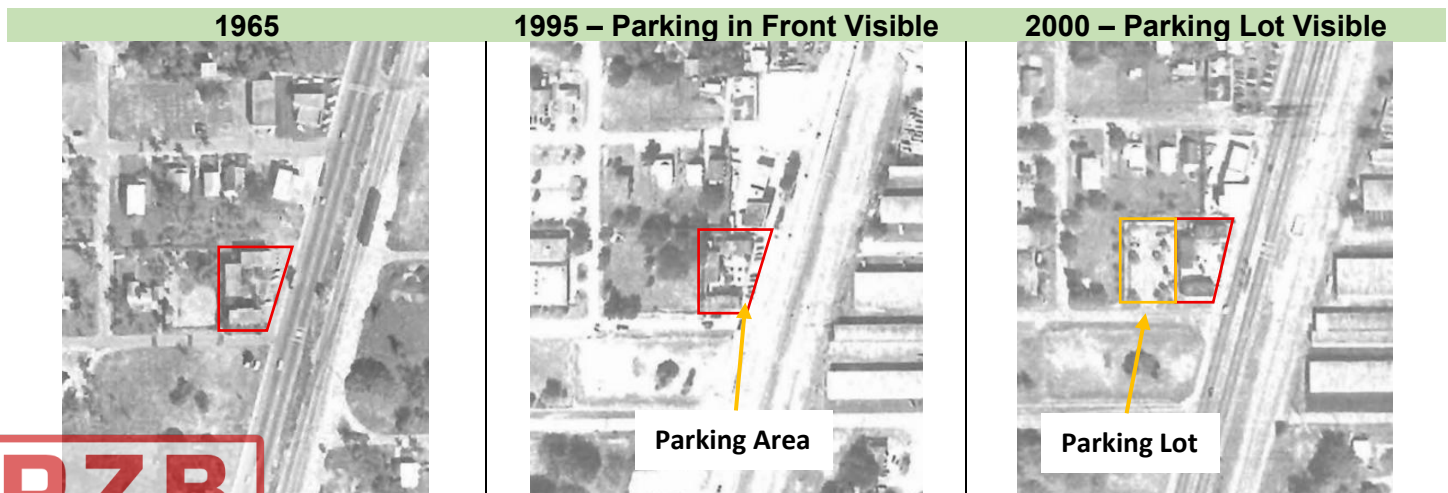 1965
1995 – Parking in Front Visible
2000 – Parking Lot Visible
Parking Area
Parking Lot